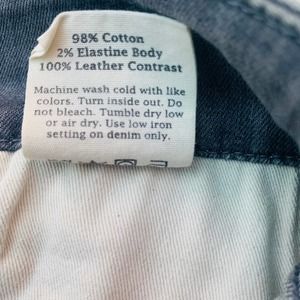 98% Cotton
2% Elastine Body
100% Leather Contrast
Machine wash cold with like
colors. Turn inside out. Do
not bleach. Tumble dry low
or air dry. Use low iron
setting on denim only.